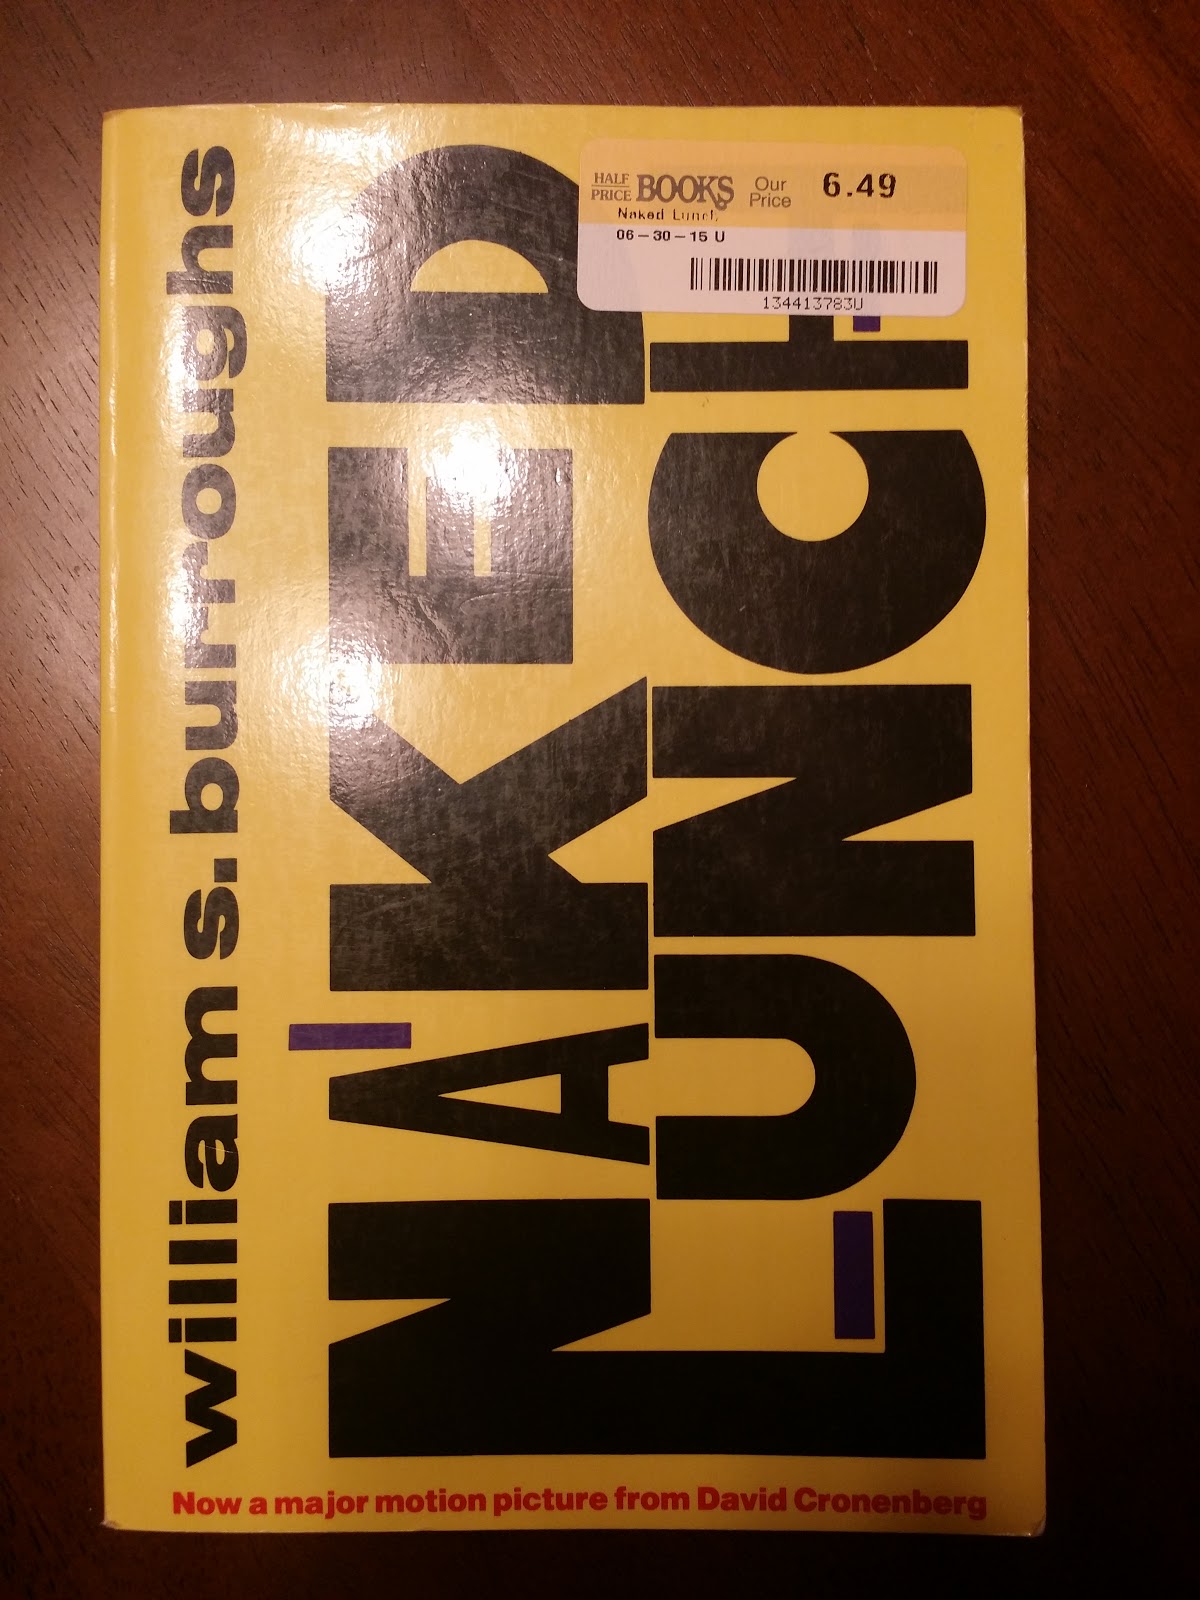 william s. burroughs
NAKED
LUNCH
HALF
PRICE
BOOKS
Our
Price
6.49
Naked Lunch
06-30-15 U
134413783U
Now a major motion picture from David Cronenberg